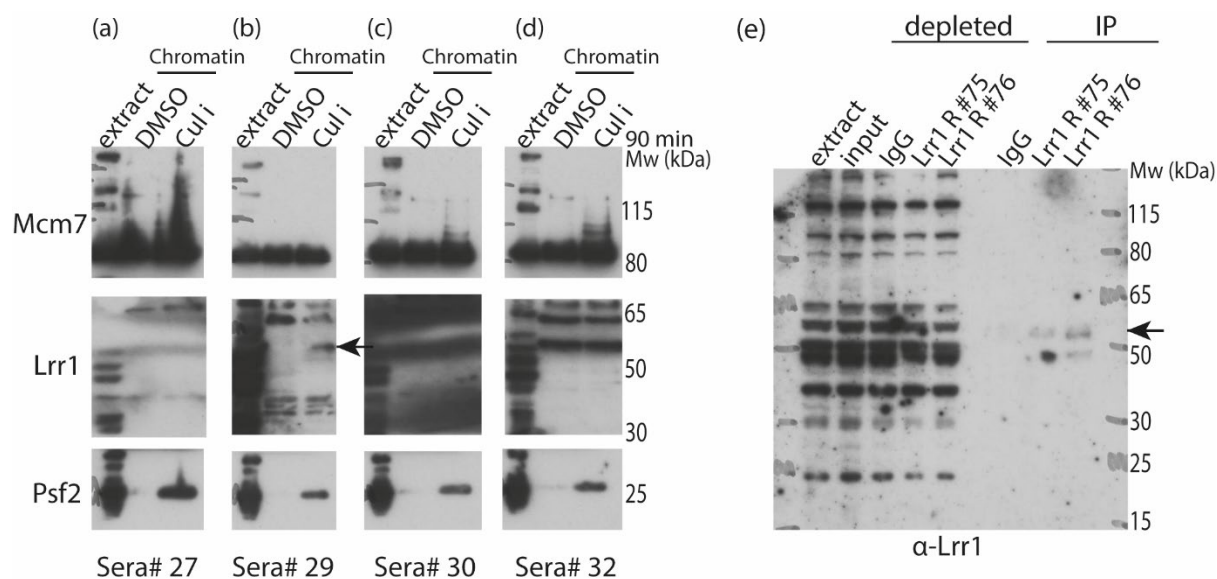 (a)
Chromatin
extract
DMSO
Cul i
(b)
Chromatin
extract
DMSO
Cul i
(c)
Chromatin
extract
DMSO
Cul i
(d)
Chromatin
extract
DMSO
Cul i
90 min
Mw (kDa)
Mcm7
115
80
Lrr1
65
50
30
Psf2
25
Sera# 27
Sera# 29
Sera# 30
Sera# 32
(e)
depleted
IP
extract
input
IgG
Lrr1 R #75
Lrr1 R #76
IgG
Lrr1 R #75
Lrr1 R #76
Mw (kDa)
115
80
65
50
30
25
15
α-Lrr1